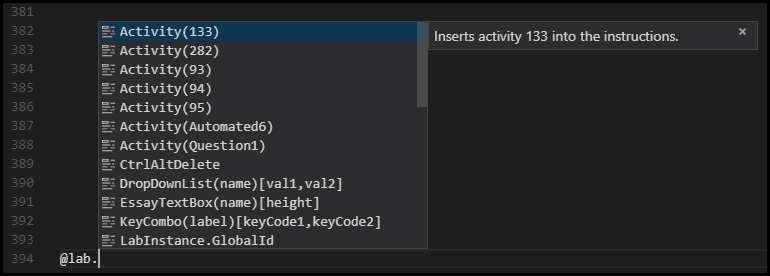 381
382 Activity(133) Inserts activity 133 into the instructions. ×
383 Activity(282)
384 Activity(93)
385 Activity(94)
386 Activity(95)
387 Activity(Automated6)
388 Activity(Question1)
389 CtrlAltDelete
390 DropDownList(name)[val1,val2]
391 EssayTextBox(name)[height]
392 KeyCombo(label)[keyCode1,keyCode2]
393 LabInstance.GlobalId
394 @lab.